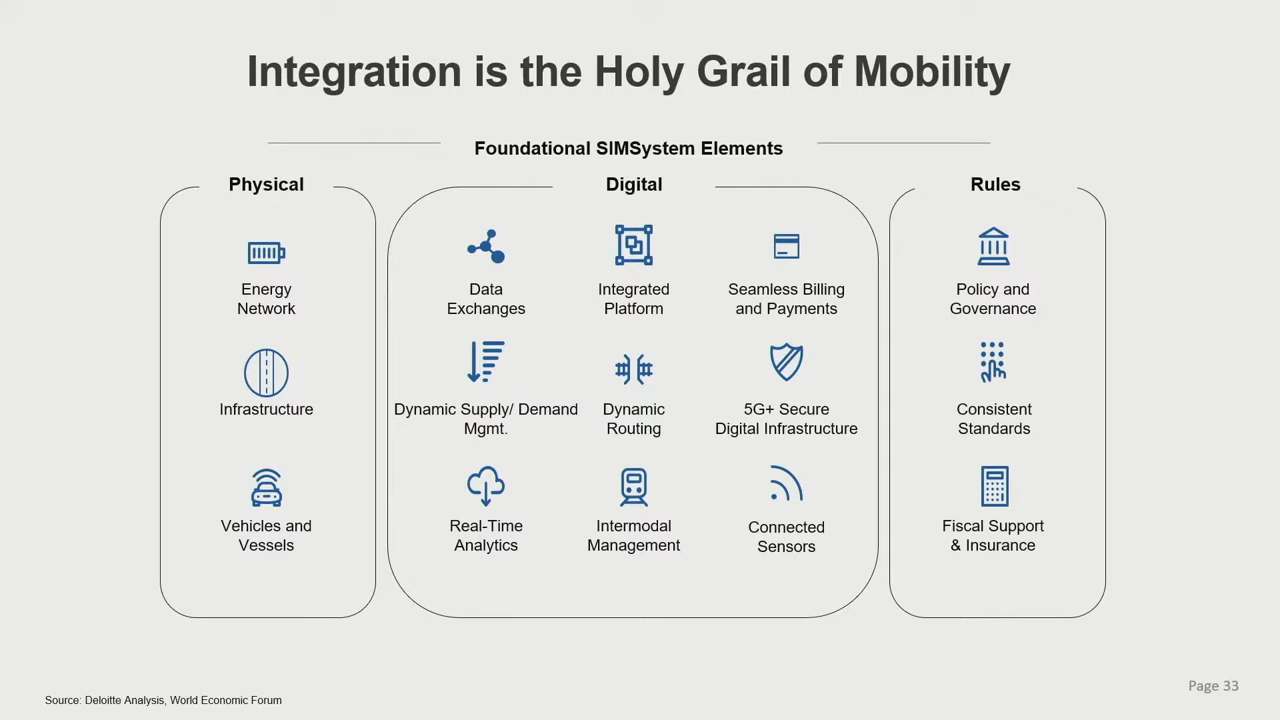 Integration is the Holy Grail of Mobility
Foundational SIMSystem Elements
Physical
Energy
Network
Infrastructure
Vehicles and
Vessels
Digital
Data
Exchanges
Integrated
Platform
Seamless Billing
and Payments
Dynamic Supply/ Demand
Mgmt.
Dynamic
Routing
5G+ Secure
Digital Infrastructure
Real-Time
Analytics
Intermodal
Management
Connected
Sensors
Rules
Policy and
Governance
Consistent
Standards
Fiscal Support
& Insurance
Page 33
Source: Deloitte Analysis, World Economic Forum